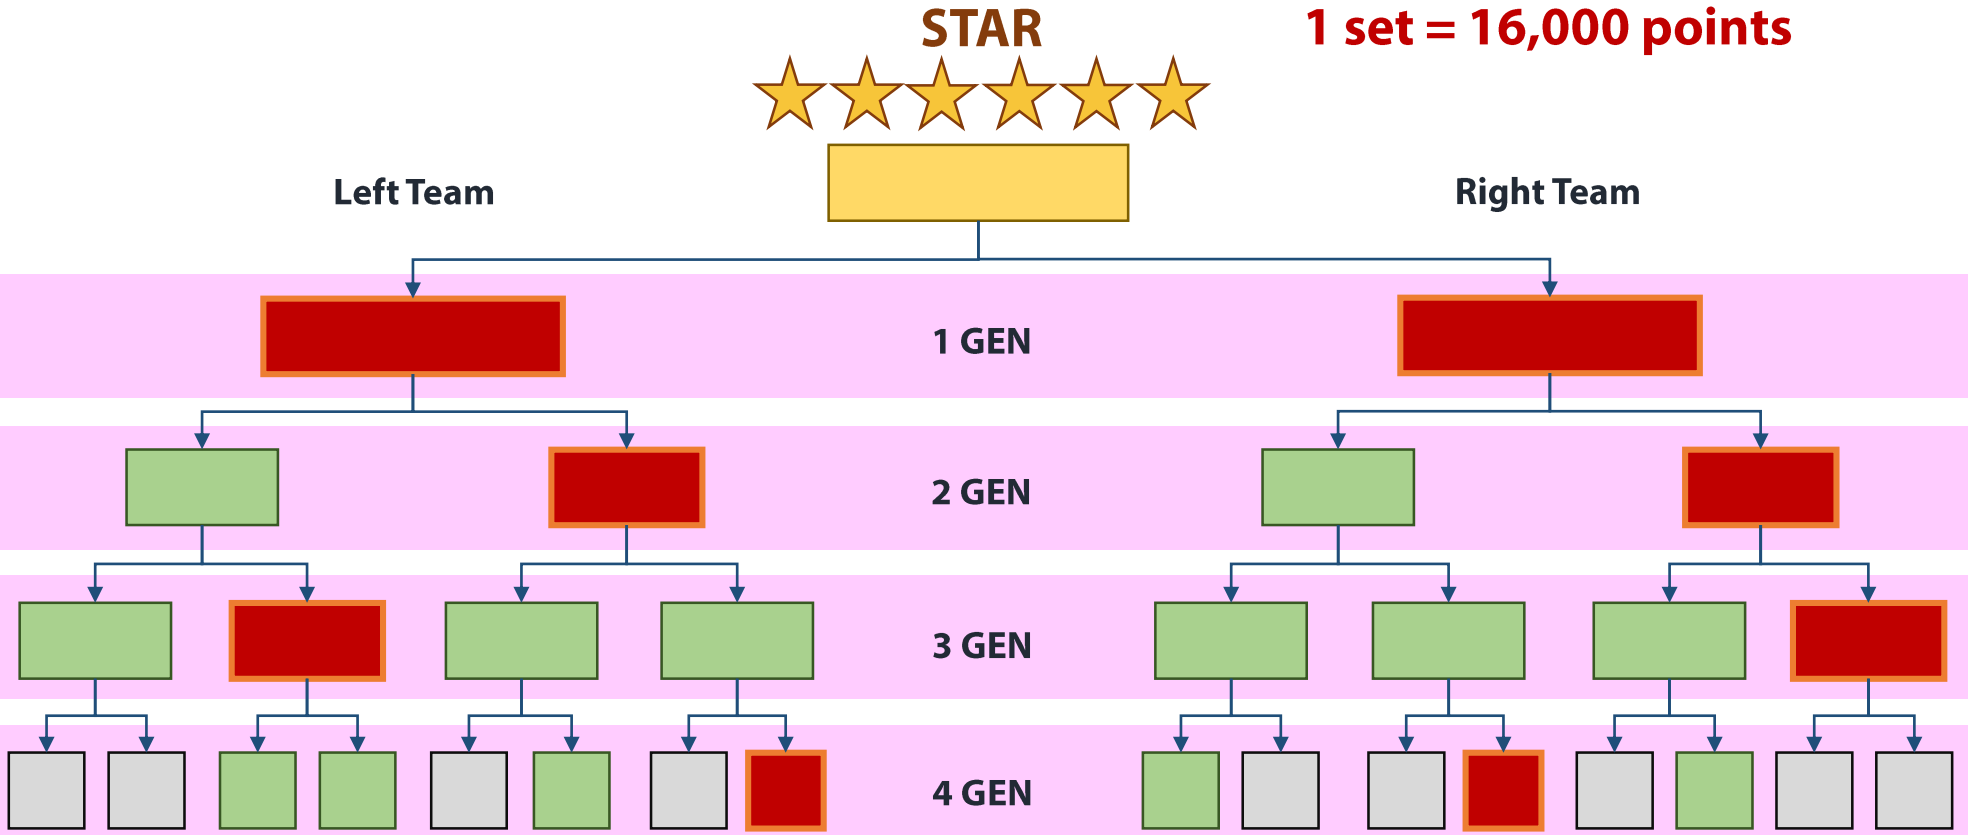 STAR
1 set = 16,000 points
Left Team
Right Team
1 GEN
2 GEN
3 GEN
4 GEN